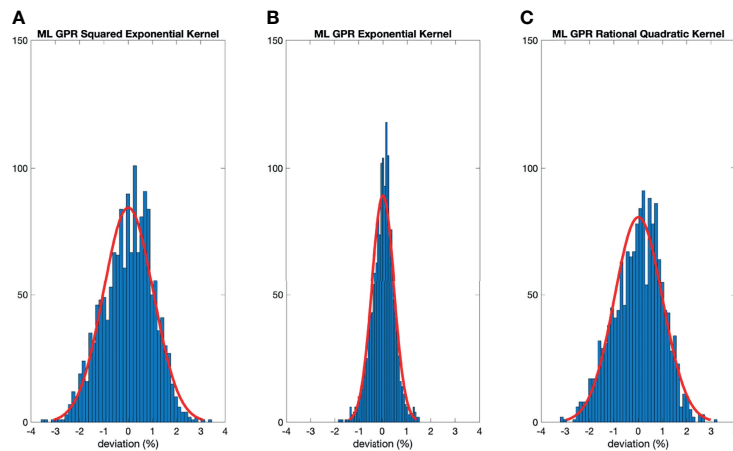 A B C
ML GPR Squared Exponential Kernel ML GPR Exponential Kernel ML GPR Rational Quadratic Kernel
150 150 150
100 100 100
50 50 50
0 0 0
-4 -3 -2 -1 0 1 2 3 4 -4 -3 -2 -1 0 1 2 3 4 -4 -3 -2 -1 0 1 2 3
deviation (%) deviation (%) deviation (%)